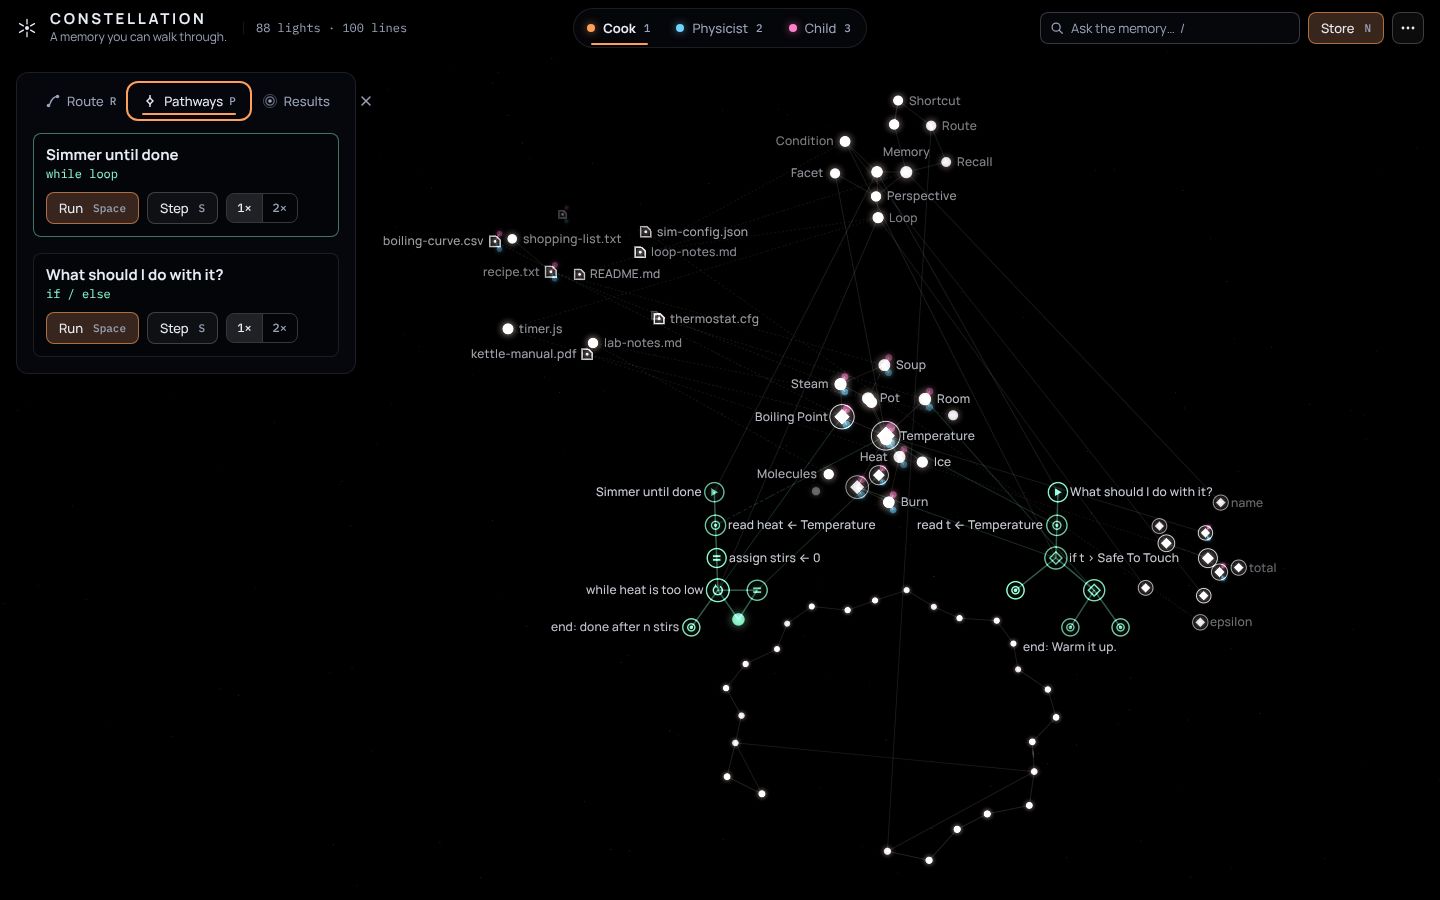 CONSTELLATION
A memory you can walk through.
88 lights · 100 lines
Cook 1
Physicist 2
Child 3
Ask the memory... /
Store N
Route R
Pathways P
Results
Simmer until done
while loop
Run Space
Step S
1×
2×
What should I do with it?
if / else
Run Space
Step S
1×
2×
Shortcut
Route
Condition
Memory
Recall
Facet
Perspective
Loop
boiling-curve.csv
shopping-list.txt
sim-config.json
loop-notes.md
recipe.txt
README.md
thermostat.cfg
timer.js
lab-notes.md
kettle-manual.pdf
Soup
Steam
Pot
Room
Boiling Point
Temperature
Heat
Ice
Molecules
Burn
Simmer until done
read heat ← Temperature
assign stirs ← 0
while heat is too low
end: done after n stirs
What should I do with it?
read t ← Temperature
if t > Safe To Touch
end: Warm it up.
name
total
epsilon